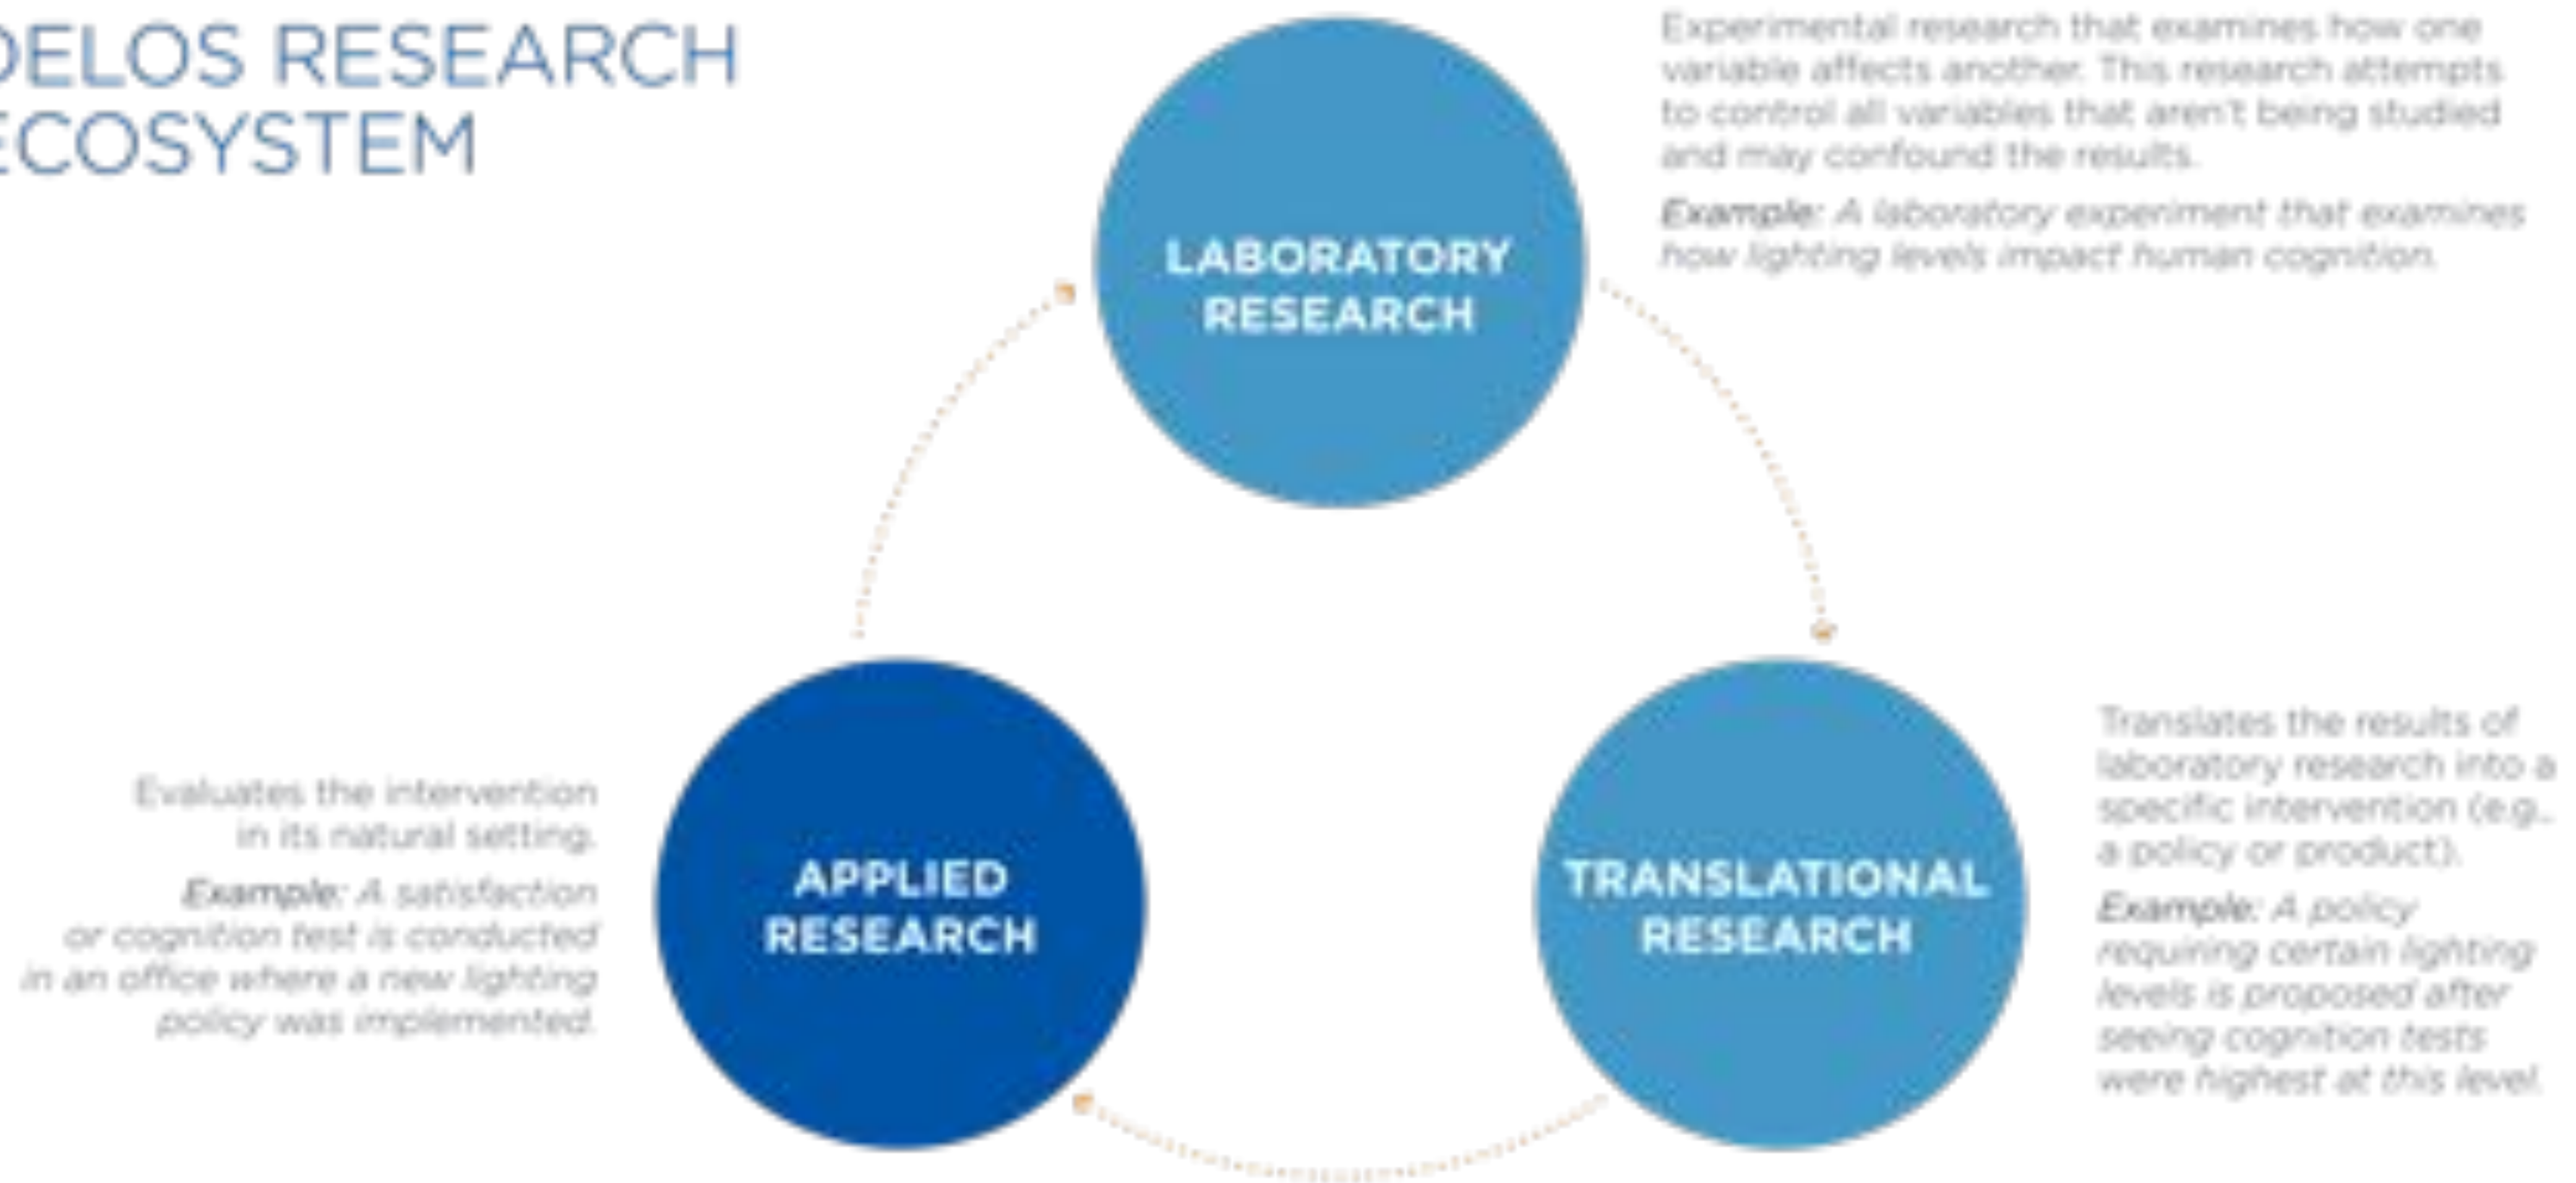 DELOS RESEARCH
ECOSYSTEM
Experimental research that examines how one
variable affects another. This research attempts
to control all variables that aren't being studied
and may confound the results.
Example: A laboratory experiment that examines
how lighting levels impact human cognition.
LABORATORY
RESEARCH
Translates the results of
laboratory research into a
specific intervention (e.g.,
a policy or product).
Example: A policy
requiring certain lighting
levels is proposed after
seeing cognition tests
were highest at this level.
TRANSLATIONAL
RESEARCH
Evaluates the intervention
in its natural setting.
Example: A satisfaction
or cognition test is conducted
in an office where a new lighting
policy was implemented.
APPLIED
RESEARCH